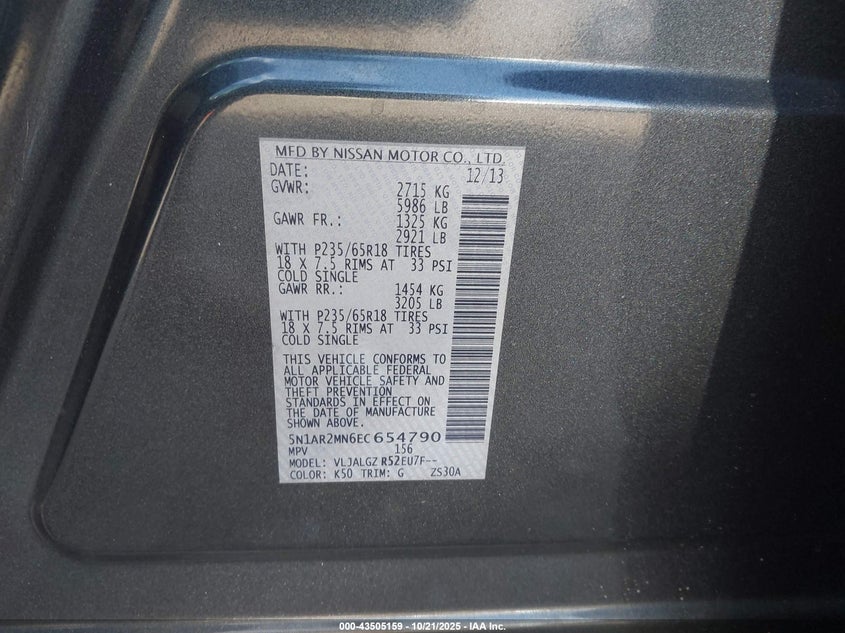 MFD BY NISSAN MOTOR CO., LTD.
DATE: 12/13
GVWR: 2715 KG
5986 LB
GAWR FR.: 1325 KG
2921 LB
WITH P235/65R18 TIRES
18 X 7.5 RIMS AT 33 PSI
COLD SINGLE
GAWR RR.: 1454 KG
3205 LB
WITH P235/65R18 TIRES
18 X 7.5 RIMS AT 33 PSI
COLD SINGLE
THIS VEHICLE CONFORMS TO
ALL APPLICABLE FEDERAL
MOTOR VEHICLE SAFETY AND
THEFT PREVENTION
STANDARDS IN EFFECT ON
THE DATE OF MANUFACTURE
SHOWN ABOVE.
5N1AR2MN6EC654790
MPV 156
MODEL: VLJALGZ R52EU7F--
COLOR: K50 TRIM: G ZS30A
000-43505159 - 10/21/2025 - IAA Inc.